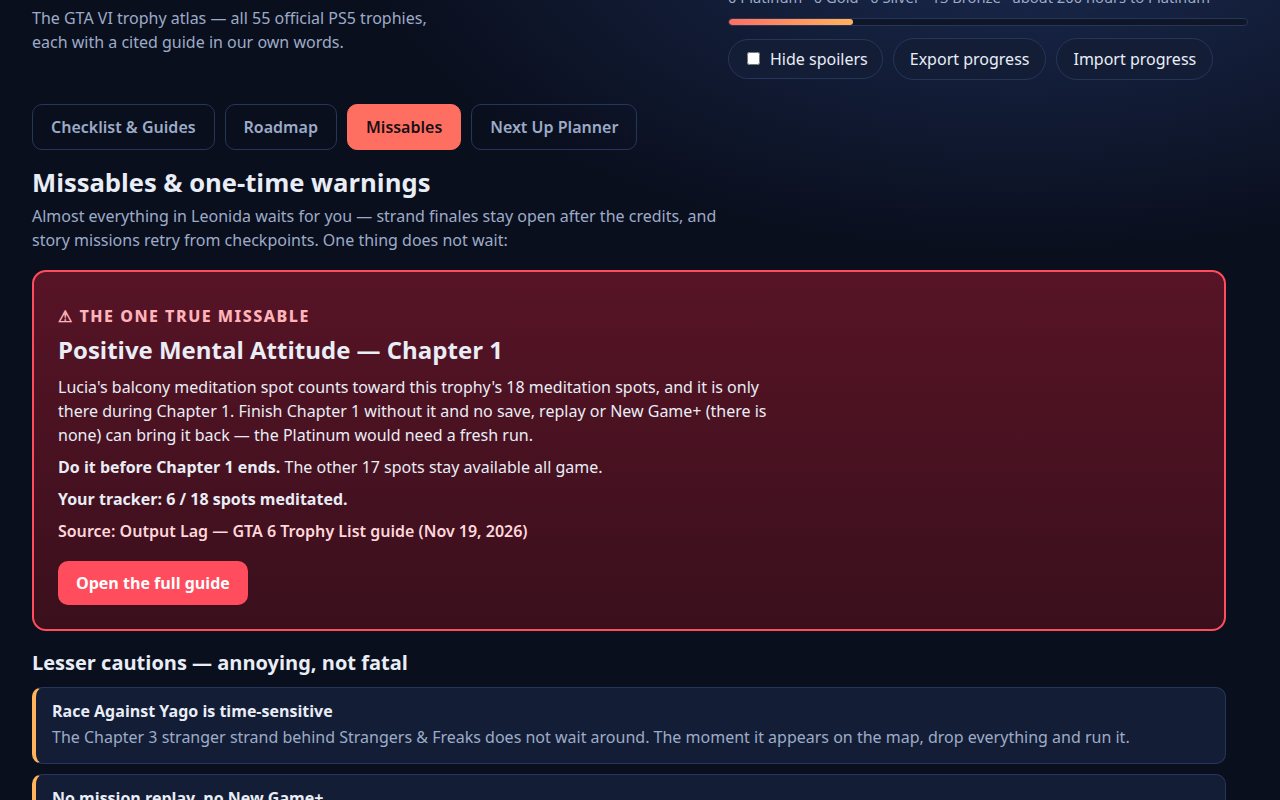 The GTA VI trophy atlas — all 55 official PS5 trophies,
each with a cited guide in our own words.
Hide spoilers
Export progress
Import progress
Checklist & Guides
Roadmap
Missables
Next Up Planner
Missables & one-time warnings
Almost everything in Leonida waits for you — strand finales stay open after the credits, and
story missions retry from checkpoints. One thing does not wait:
⚠ THE ONE TRUE MISSABLE
Positive Mental Attitude — Chapter 1
Lucia's balcony meditation spot counts toward this trophy's 18 meditation spots, and it is only
there during Chapter 1. Finish Chapter 1 without it and no save, replay or New Game+ (there is
none) can bring it back — the Platinum would need a fresh run.
Do it before Chapter 1 ends. The other 17 spots stay available all game.
Your tracker: 6 / 18 spots meditated.
Source: Output Lag — GTA 6 Trophy List guide (Nov 19, 2026)
Open the full guide
Lesser cautions — annoying, not fatal
Race Against Yago is time-sensitive
The Chapter 3 stranger strand behind Strangers & Freaks does not wait around. The moment it appears on the map, drop everything and run it.
No mission replay, no New Game+